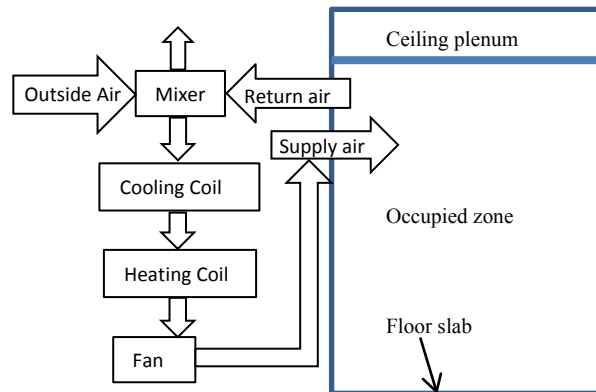 Ceiling plenum
Outside Air
Mixer
Return air
Supply air
Cooling Coil
Occupied zone
Heating Coil
Floor slab
Fan